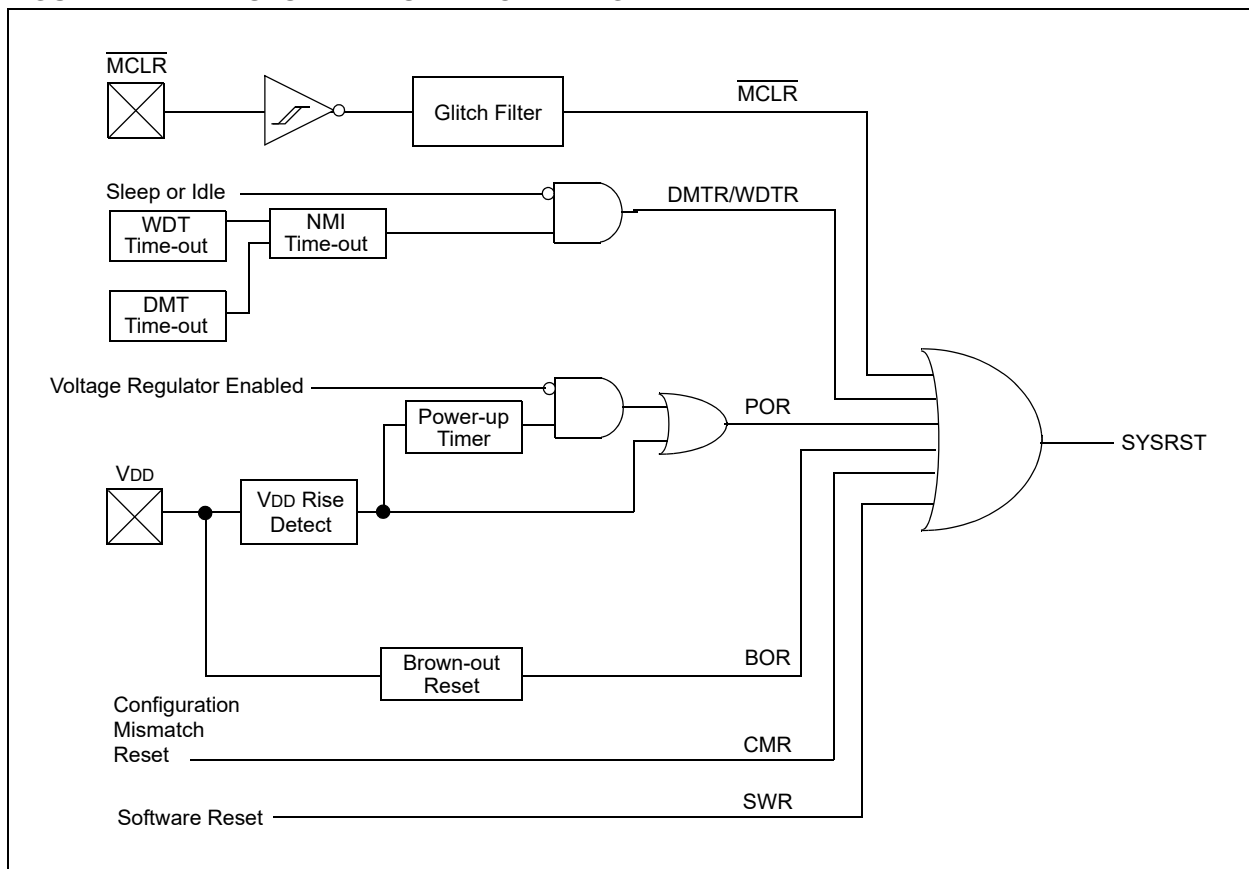 MCLR
Glitch Filter
MCLR
Sleep or Idle
DMTR/WDTR
WDT
Time-out
NMI
Time-out
DMT
Time-out
Voltage Regulator Enabled
Power-up
Timer
POR
SYSRST
VDD
VDD Rise
Detect
Brown-out
Reset
BOR
Configuration
Mismatch
Reset
CMR
SWR
Software Reset